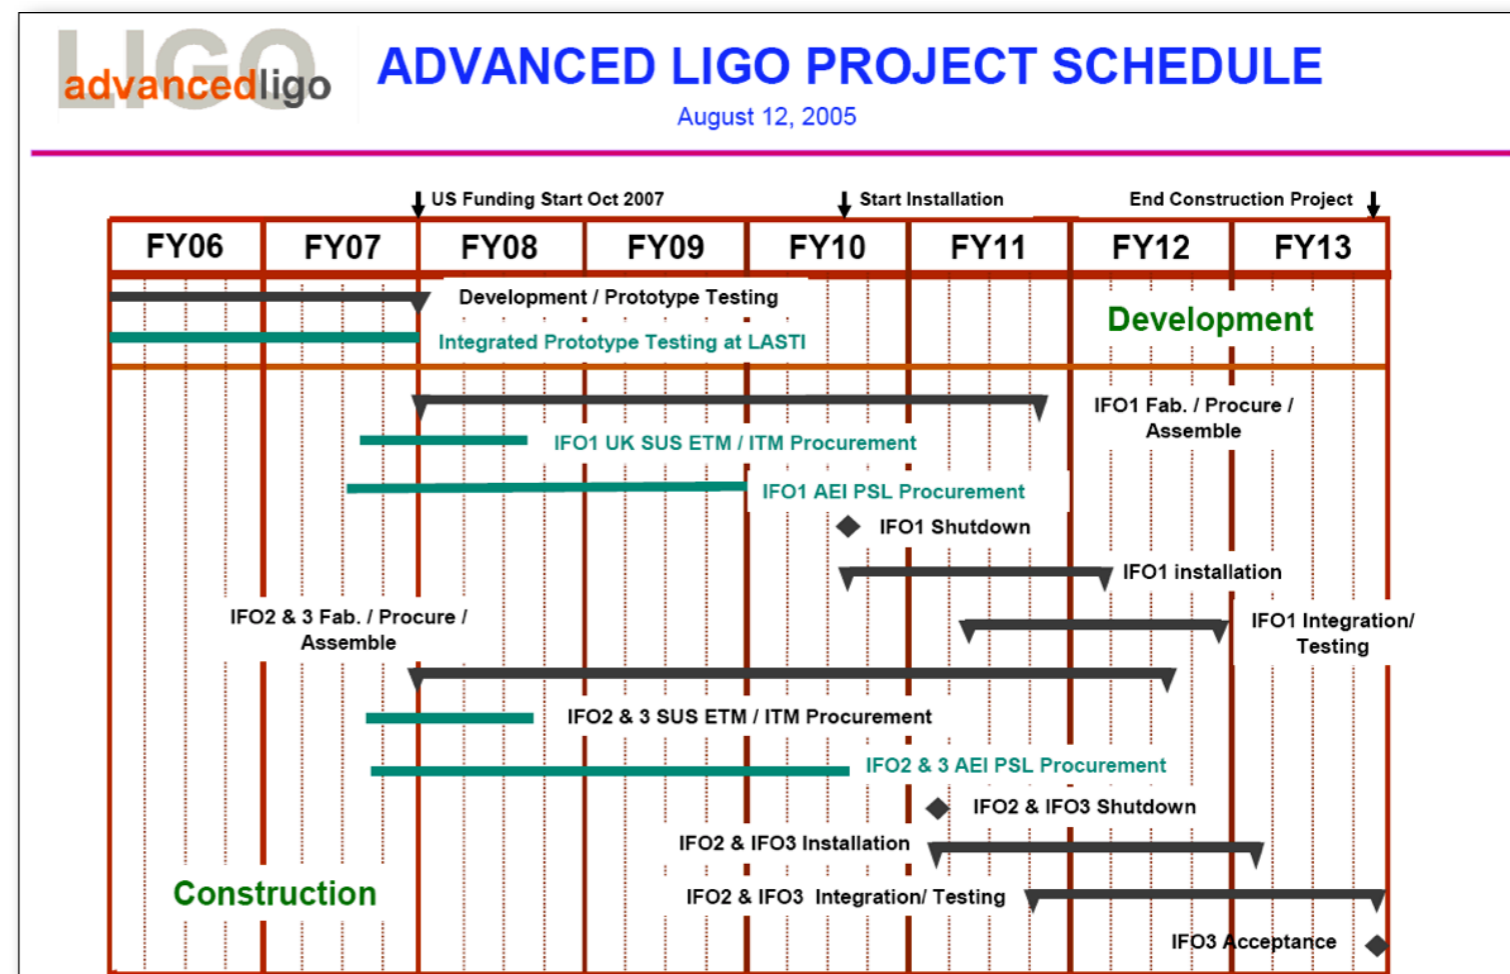 LIGO
advancedligo
ADVANCED LIGO PROJECT SCHEDULE
August 12, 2005
US Funding Start Oct 2007
Start Installation
End Construction Project
FY06 FY07 FY08 FY09 FY10 FY11 FY12 FY13
Development / Prototype Testing
Development
Integrated Prototype Testing at LASTI
IFO1 Fab. / Procure /
Assemble
IFO1 UK SUS ETM / ITM Procurement
IFO1 AEI PSL Procurement
IFO1 Shutdown
IFO1 installation
IFO2 & 3 Fab. / Procure /
Assemble
IFO1 Integration/
Testing
IFO2 & 3 SUS ETM / ITM Procurement
IFO2 & 3 AEI PSL Procurement
IFO2 & IFO3 Shutdown
IFO2 & IFO3 Installation
Construction
IFO2 & IFO3 Integration/ Testing
IFO3 Acceptance